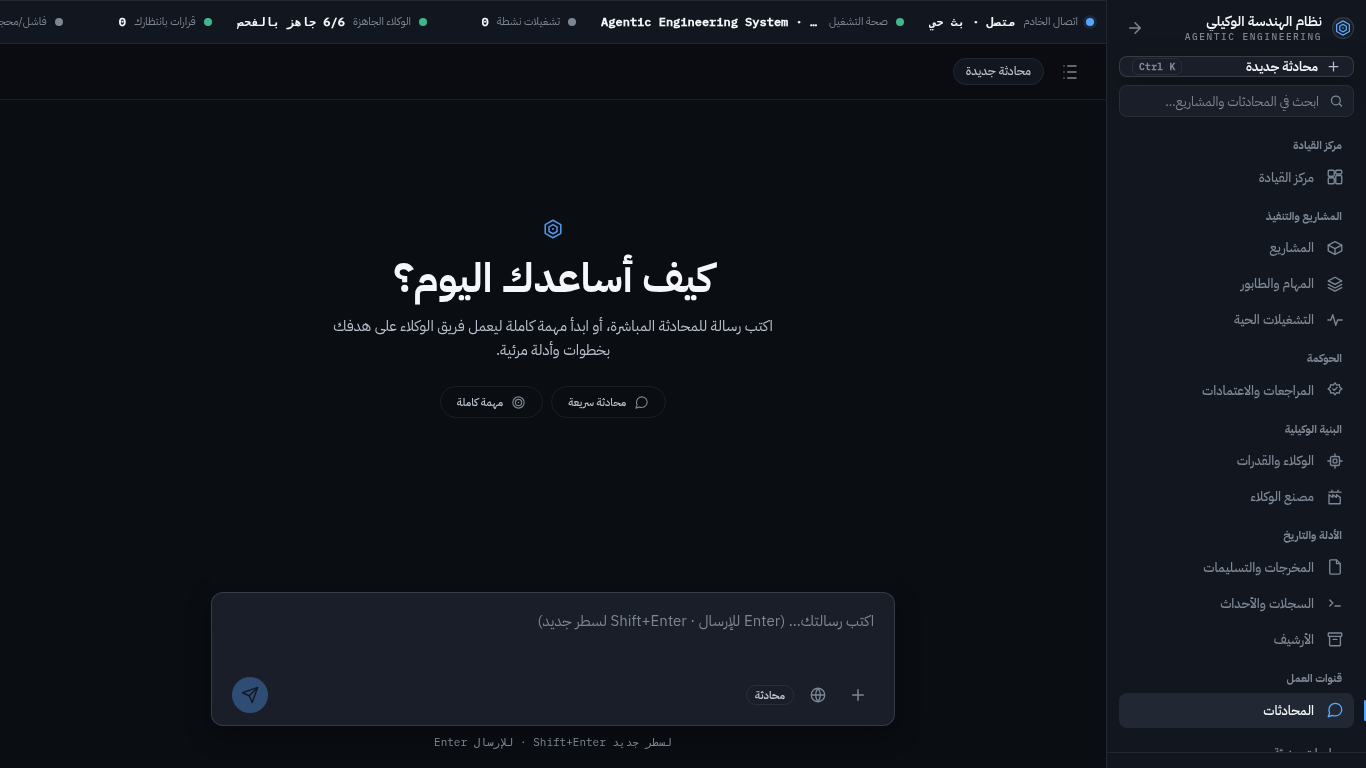 نظام الهندسة الوكيلي
AGENTIC ENGINEERING
محادثة جديدة Ctrl K
ابحث في المحادثات والمشاريع...
مركز القيادة
مركز القيادة
المشاريع والتنفيذ
المشاريع
المهام والطابور
التشغيلات الحية
الحوكمة
المراجعات والاعتمادات
البنية الوكيلية
الوكلاء والقدرات
مصنع الوكلاء
الأدلة والتاريخ
المخرجات والتسليمات
السجلات والأحداث
الأرشيف
قنوات العمل
المحادثات
اتصال الخادم متصل · بث حي
صحة التشغيل Agentic Engineering System · …
تشغيلات نشطة 0
الوكلاء الجاهزة 6/6 جاهز بالفحص
قرارات بانتظارك 0
محادثة جديدة
كيف أساعدك اليوم؟
اكتب رسالة للمحادثة المباشرة، أو ابدأ مهمة كاملة ليعمل فريق الوكلاء على هدفك
بخطوات وأدلة مرئية.
محادثة سريعة
مهمة كاملة
اكتب رسالتك... (Enter للإرسال · Shift+Enter لسطر جديد)
محادثة
Enter للإرسال · Shift+Enter لسطر جديد